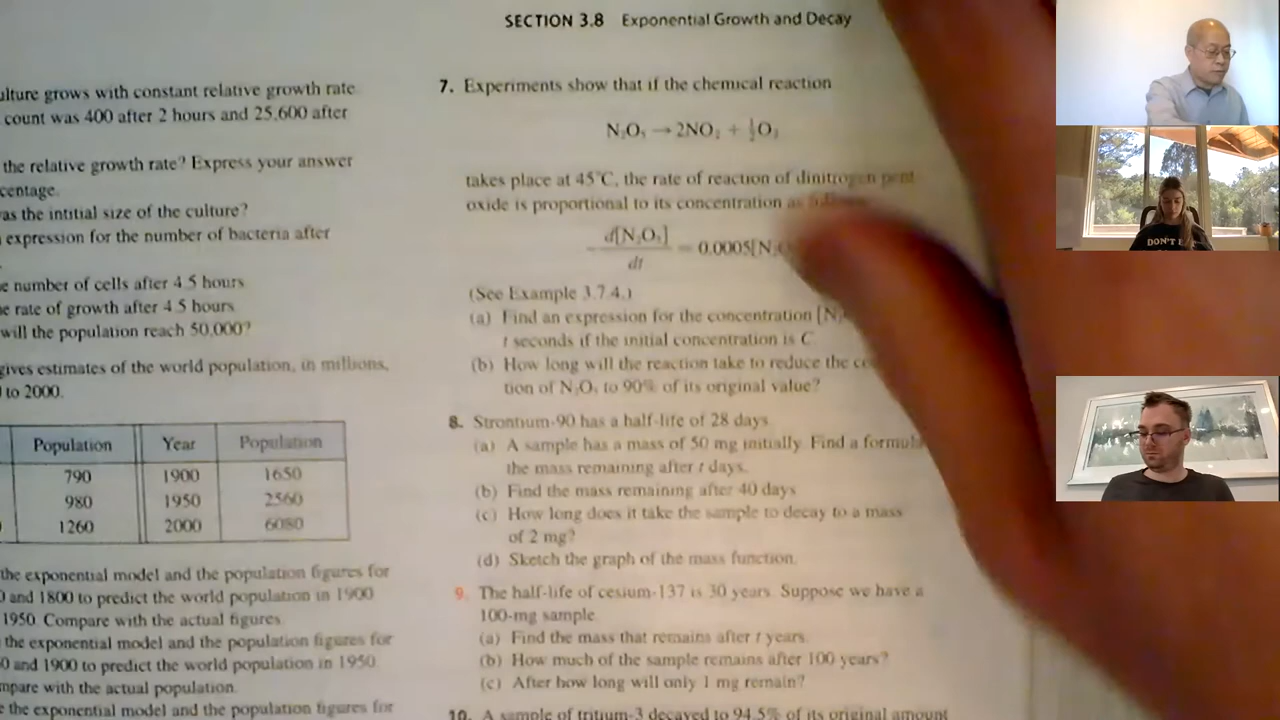 SECTION 3.8 Exponential Growth and Decay
ulture grows with constant relative growth rate
count was 400 after 2 hours and 25,600 after
the relative growth rate? Express your answer
centage.
as the intitial size of the culture?
expression for the number of bacteria after
e number of cells after 4.5 hours
e rate of growth after 4.5 hours
will the population reach 50,000?
gives estimates of the world population, in millions,
to 2000.
Population Year Population
790 1900 1650
980 1950 2560
1260 2000 6080
the exponential model and the population figures for
0 and 1800 to predict the world population in 1900
1950. Compare with the actual figures
the exponential model and the population figures for
0 and 1900 to predict the world population in 1950.
mpare with the actual population.
e the exponential model and the population figures for
7. Experiments show that if the chemical reaction
N₂O₅ → 2NO₂ + ½O₂
takes place at 45°C, the rate of reaction of dinitrogen pent
oxide is proportional to its concentration as
− d[N₂O₅] / dt = 0.0005[N₂O
(See Example 3.7.4.)
(a) Find an expression for the concentration [N
t seconds if the initial concentration is C
(b) How long will the reaction take to reduce the
tion of N₂O₅ to 90% of its original value?
8. Strontium-90 has a half-life of 28 days.
(a) A sample has a mass of 50 mg initially. Find a formula
the mass remaining after t days.
(b) Find the mass remaining after 40 days
(c) How long does it take the sample to decay to a mass
of 2 mg?
(d) Sketch the graph of the mass function.
9. The half-life of cesium-137 is 30 years. Suppose we have a
100-mg sample
(a) Find the mass that remains after t years.
(b) How much of the sample remains after 100 years?
(c) After how long will only 1 mg remain?
10. A sample of tritium-3 decayed to 94.5% of its original amount
DON'T